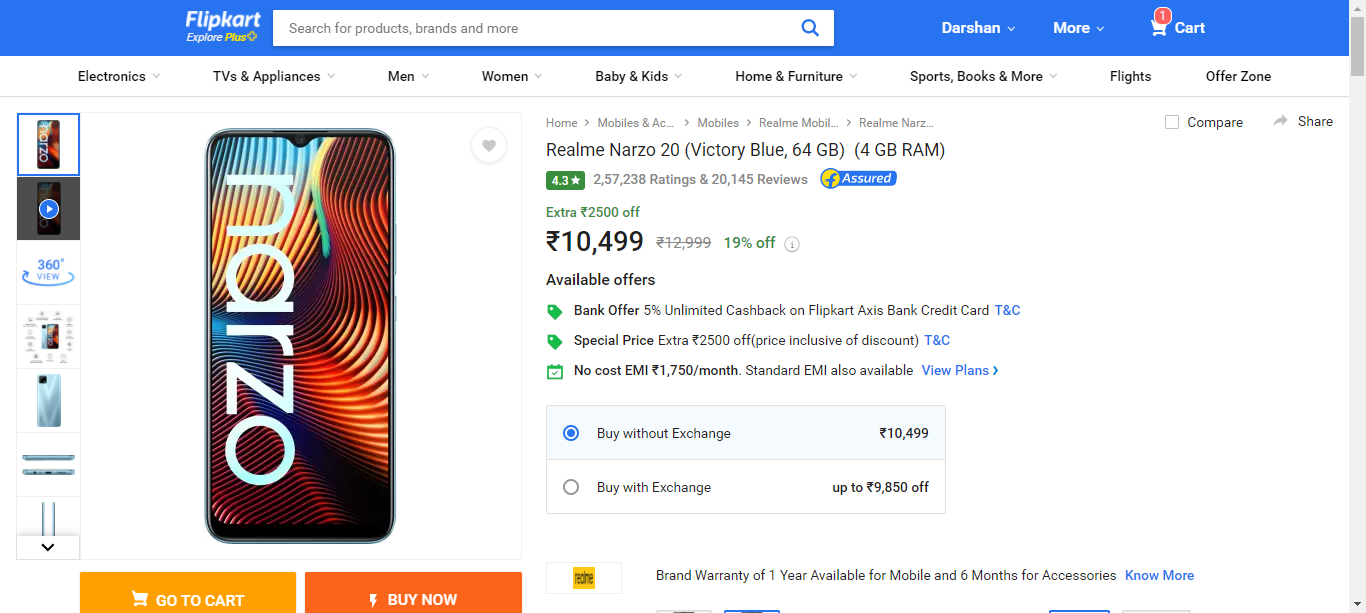 Flipkart
Explore Plus
Search for products, brands and more
Darshan
More
1
Cart
Electronics
TVs & Appliances
Men
Women
Baby & Kids
Home & Furniture
Sports, Books & More
Flights
Offer Zone
Home > Mobiles & Ac... > Mobiles > Realme Mobil... > Realme Narz...
Compare
Share
Realme Narzo 20 (Victory Blue, 64 GB) (4 GB RAM)
4.3★ 2,57,238 Ratings & 20,145 Reviews Assured
Extra ₹2500 off
₹10,499 ₹12,999 19% off
Available offers
Bank Offer 5% Unlimited Cashback on Flipkart Axis Bank Credit Card T&C
Special Price Extra ₹2500 off(price inclusive of discount) T&C
No cost EMI ₹1,750/month. Standard EMI also available View Plans >
Buy without Exchange ₹10,499
Buy with Exchange up to ₹9,850 off
realme
Brand Warranty of 1 Year Available for Mobile and 6 Months for Accessories Know More
narzo
narzo
360°
VIEW
GO TO CART
BUY NOW